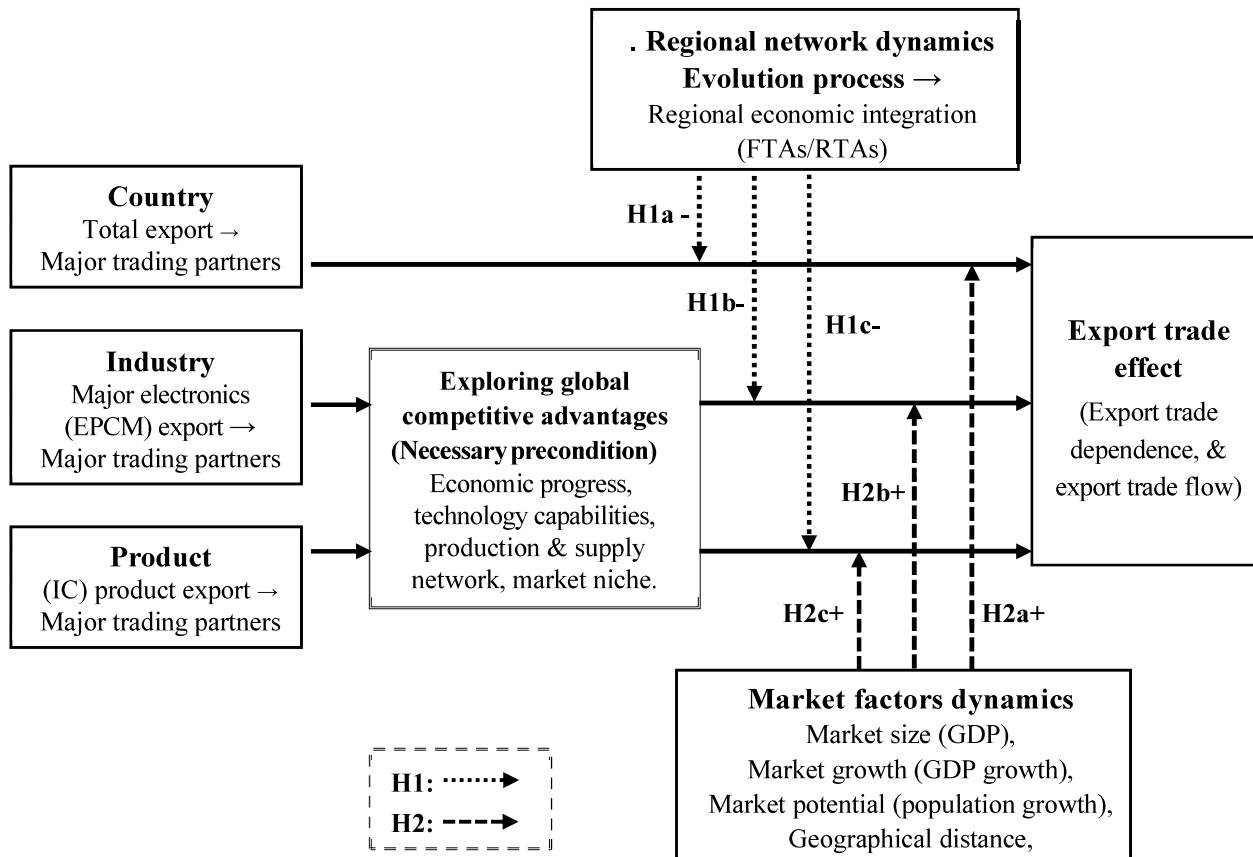 . Regional network dynamics
Evolution process →
Regional economic integration
(FTAs/RTAs)
Country
Total export →
Major trading partners
H1a -
H1b-
H1c-
Industry
Major electronics
(EPCM) export →
Major trading partners
Exploring global
competitive advantages
(Necessary precondition)
Economic progress,
technology capabilities,
production & supply
network, market niche.
Export trade
effect
(Export trade
dependence, &
export trade flow)
Product
(IC) product export →
Major trading partners
H2b+
H2c+
H2a+
Market factors dynamics
Market size (GDP),
Market growth (GDP growth),
Market potential (population growth),
Geographical distance,
H1:
H2: